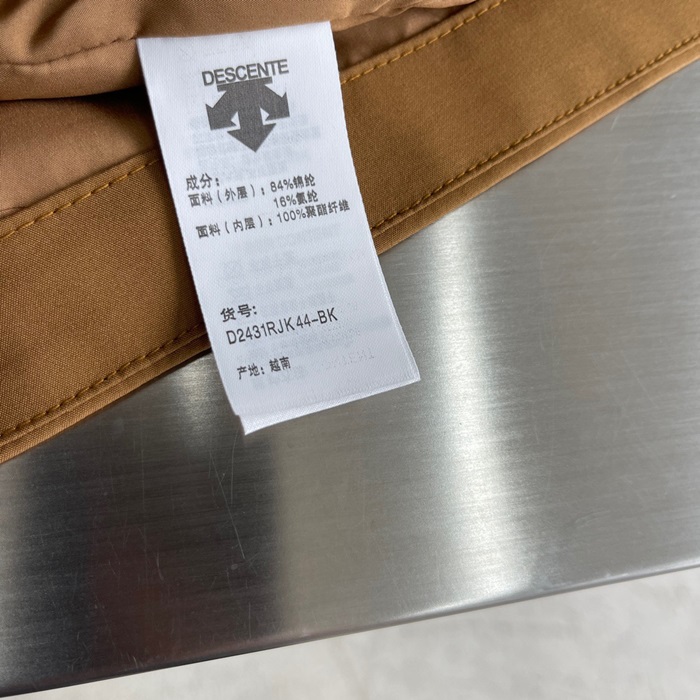 DESCENTE
成分：
面料（外层）：84%锦纶
16%氨纶
面料（内层）：100%聚酯纤维
货号：
D2431RJK44-BK
产地：越南